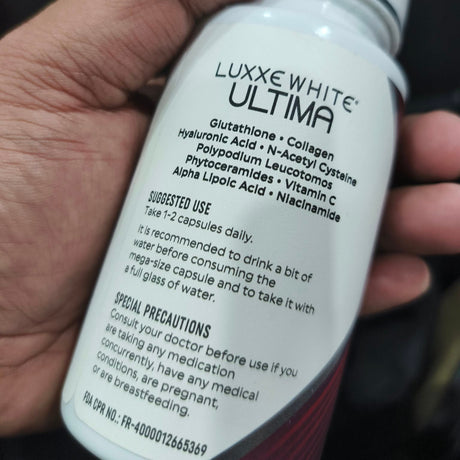 LUXXE WHITE®
ULTIMA
Glutathione • Collagen
Hyaluronic Acid • N-Acetyl Cysteine
Polypodium Leucotomos
Phytoceramides • Vitamin C
Alpha Lipoic Acid • Niacinamide
SUGGESTED USE
Take 1-2 capsules daily.
It is recommended to drink a bit of
water before consuming the
mega-size capsule and to take it with
a full glass of water.
SPECIAL PRECAUTIONS
Consult your doctor before use if you
are taking any medication
concurrently, have any medical
conditions, are pregnant,
or are breastfeeding.
FDA CPR NO.: FR-4000012665369